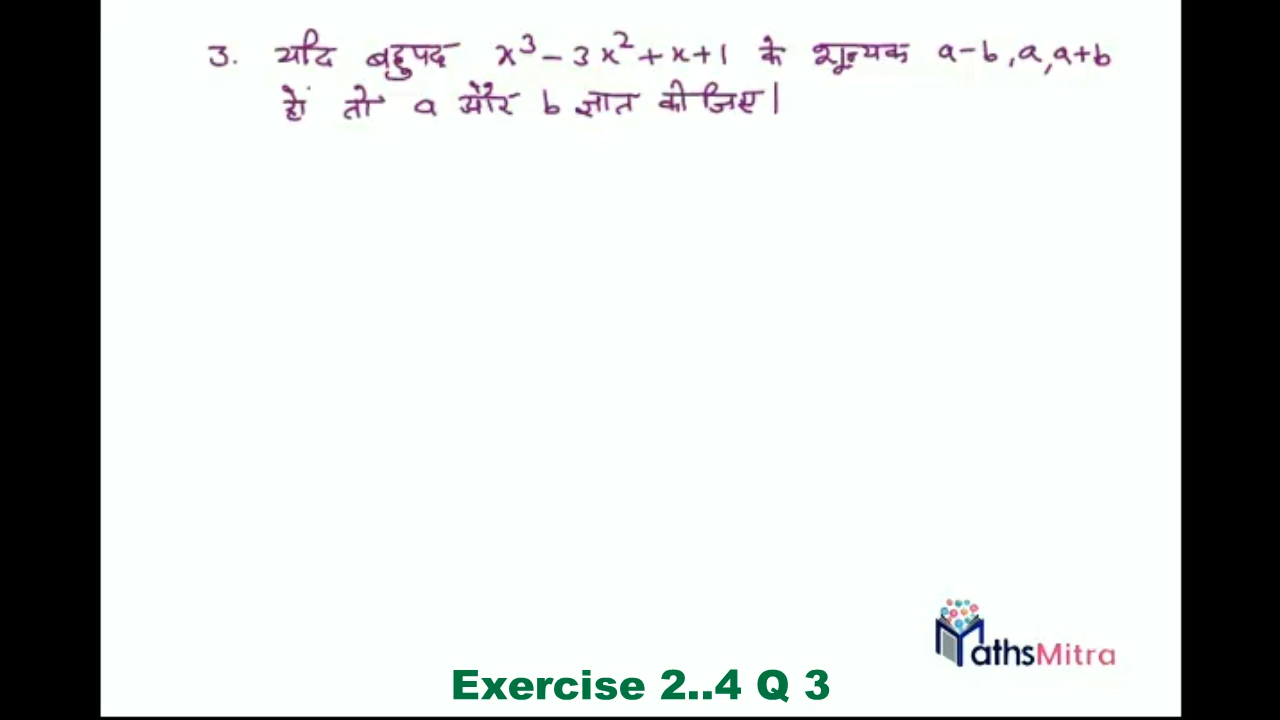 3. यदि बहुपद x³ - 3x² + x + 1 के शून्यक a-b, a, a+b
हों तो a और b ज्ञात कीजिए।
MathsMitra
Exercise 2..4 Q 3